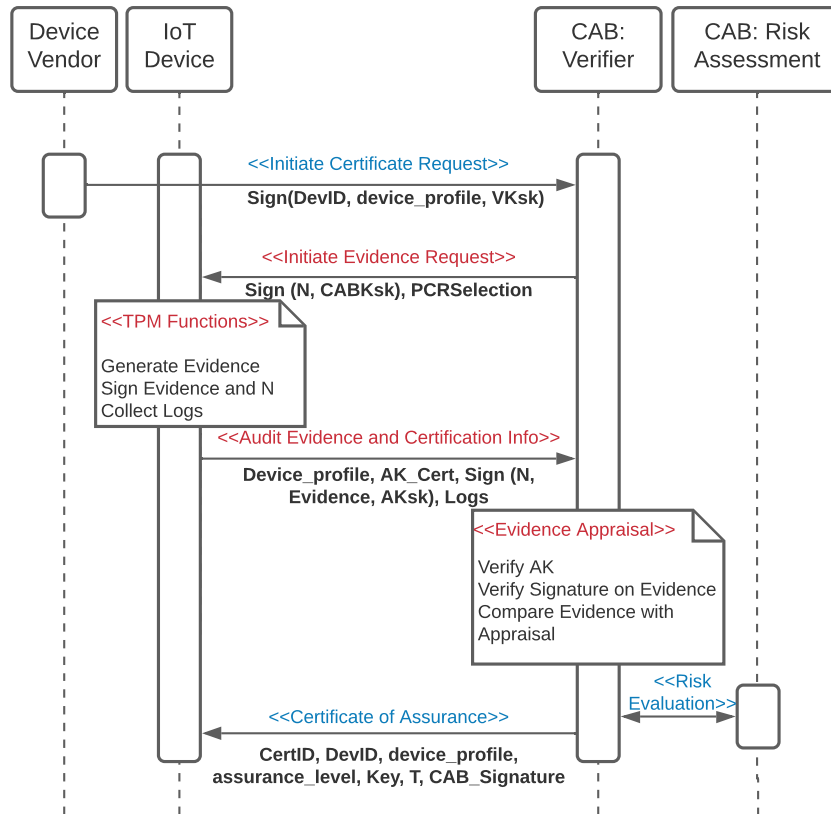 Device
Vendor
IoT
Device
CAB:
Verifier
CAB: Risk
Assessment
<<Initiate Certificate Request>>
Sign(DevID, device_profile, VKsk)
<<Initiate Evidence Request>>
Sign (N, CABKsk), PCRSelection
<<TPM Functions>>
Generate Evidence
Sign Evidence and N
Collect Logs
<<Audit Evidence and Certification Info>>
Device_profile, AK_Cert, Sign (N,
Evidence, AKsk), Logs
<<Evidence Appraisal>>
Verify AK
Verify Signature on Evidence
Compare Evidence with
Appraisal
<<Risk
Evaluation>>
<<Certificate of Assurance>>
CertID, DevID, device_profile,
assurance_level, Key, T, CAB_Signature